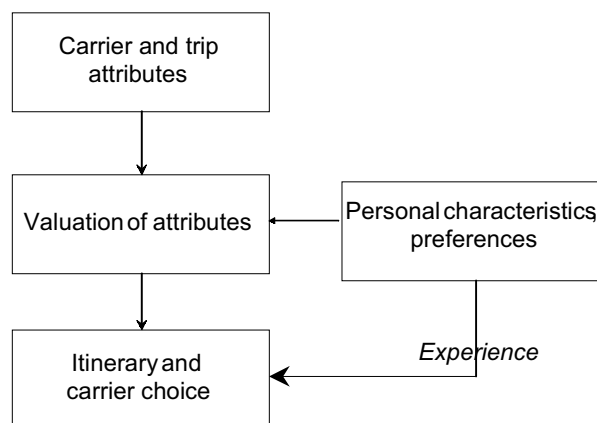 Carrier and trip
attributes
Valuation of attributes
Personal characteristics,
preferences
Experience
Itinerary and
carrier choice